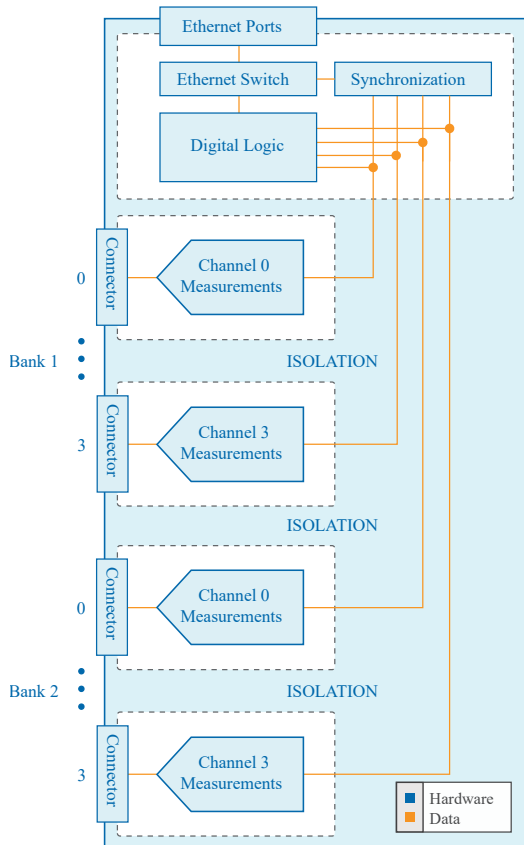 Ethernet Ports
Ethernet Switch
Synchronization
Digital Logic
Connector
0
Channel 0
Measurements
Bank 1
ISOLATION
Connector
3
Channel 3
Measurements
ISOLATION
Connector
0
Channel 0
Measurements
Bank 2
ISOLATION
Connector
3
Channel 3
Measurements
Hardware
Data